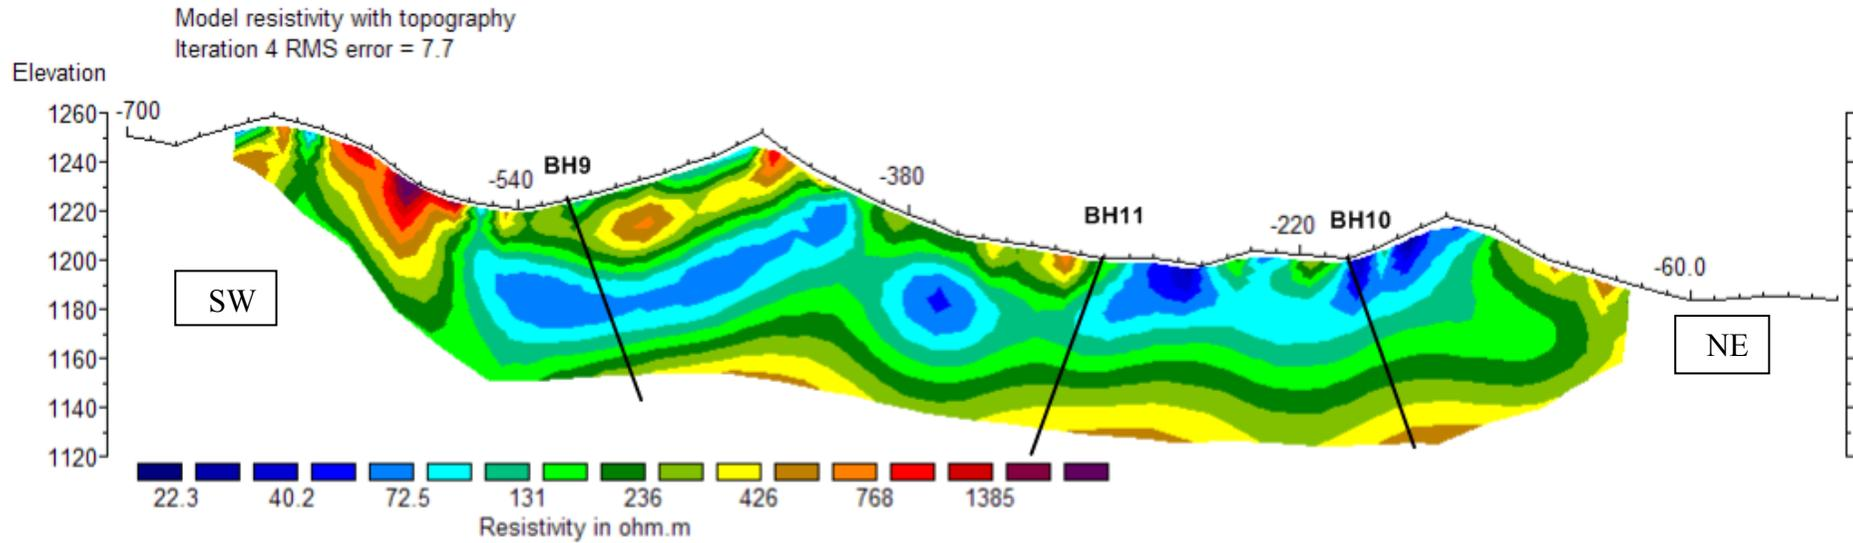 Model resistivity with topography
Iteration 4 RMS error = 7.7
Elevation
1260
-700
1240
-540
BH9
-380
1220
BH11
-220
BH10
1200
-60.0
SW
1180
NE
1160
1140
1120
22.3 40.2 72.5 131 236 426 768 1385
Resistivity in ohm.m